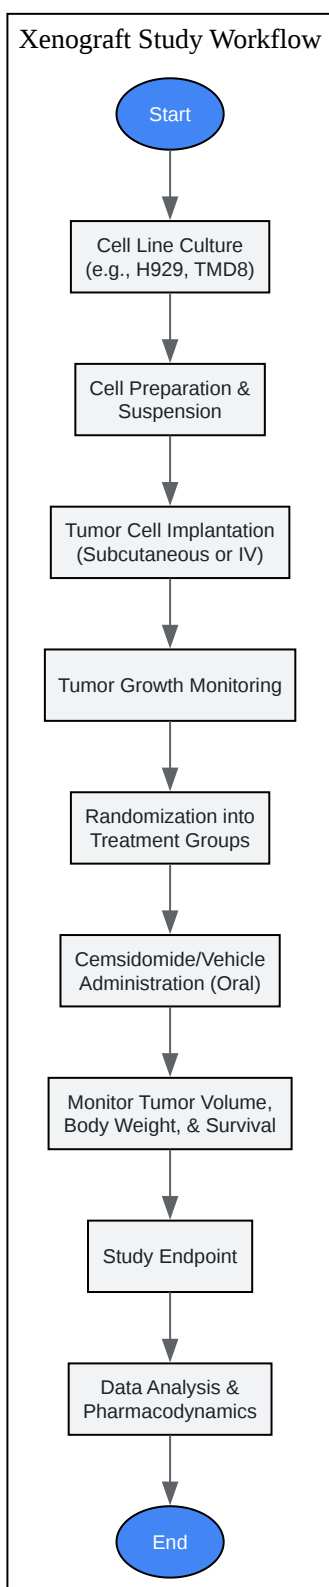 Xenograft Study Workflow
Start
Cell Line Culture
(e.g., H929, TMD8)
Cell Preparation &
Suspension
Tumor Cell Implantation
(Subcutaneous or IV)
Tumor Growth Monitoring
Randomization into
Treatment Groups
Cemsidomide/Vehicle
Administration (Oral)
Monitor Tumor Volume,
Body Weight, & Survival
Study Endpoint
Data Analysis &
Pharmacodynamics
End